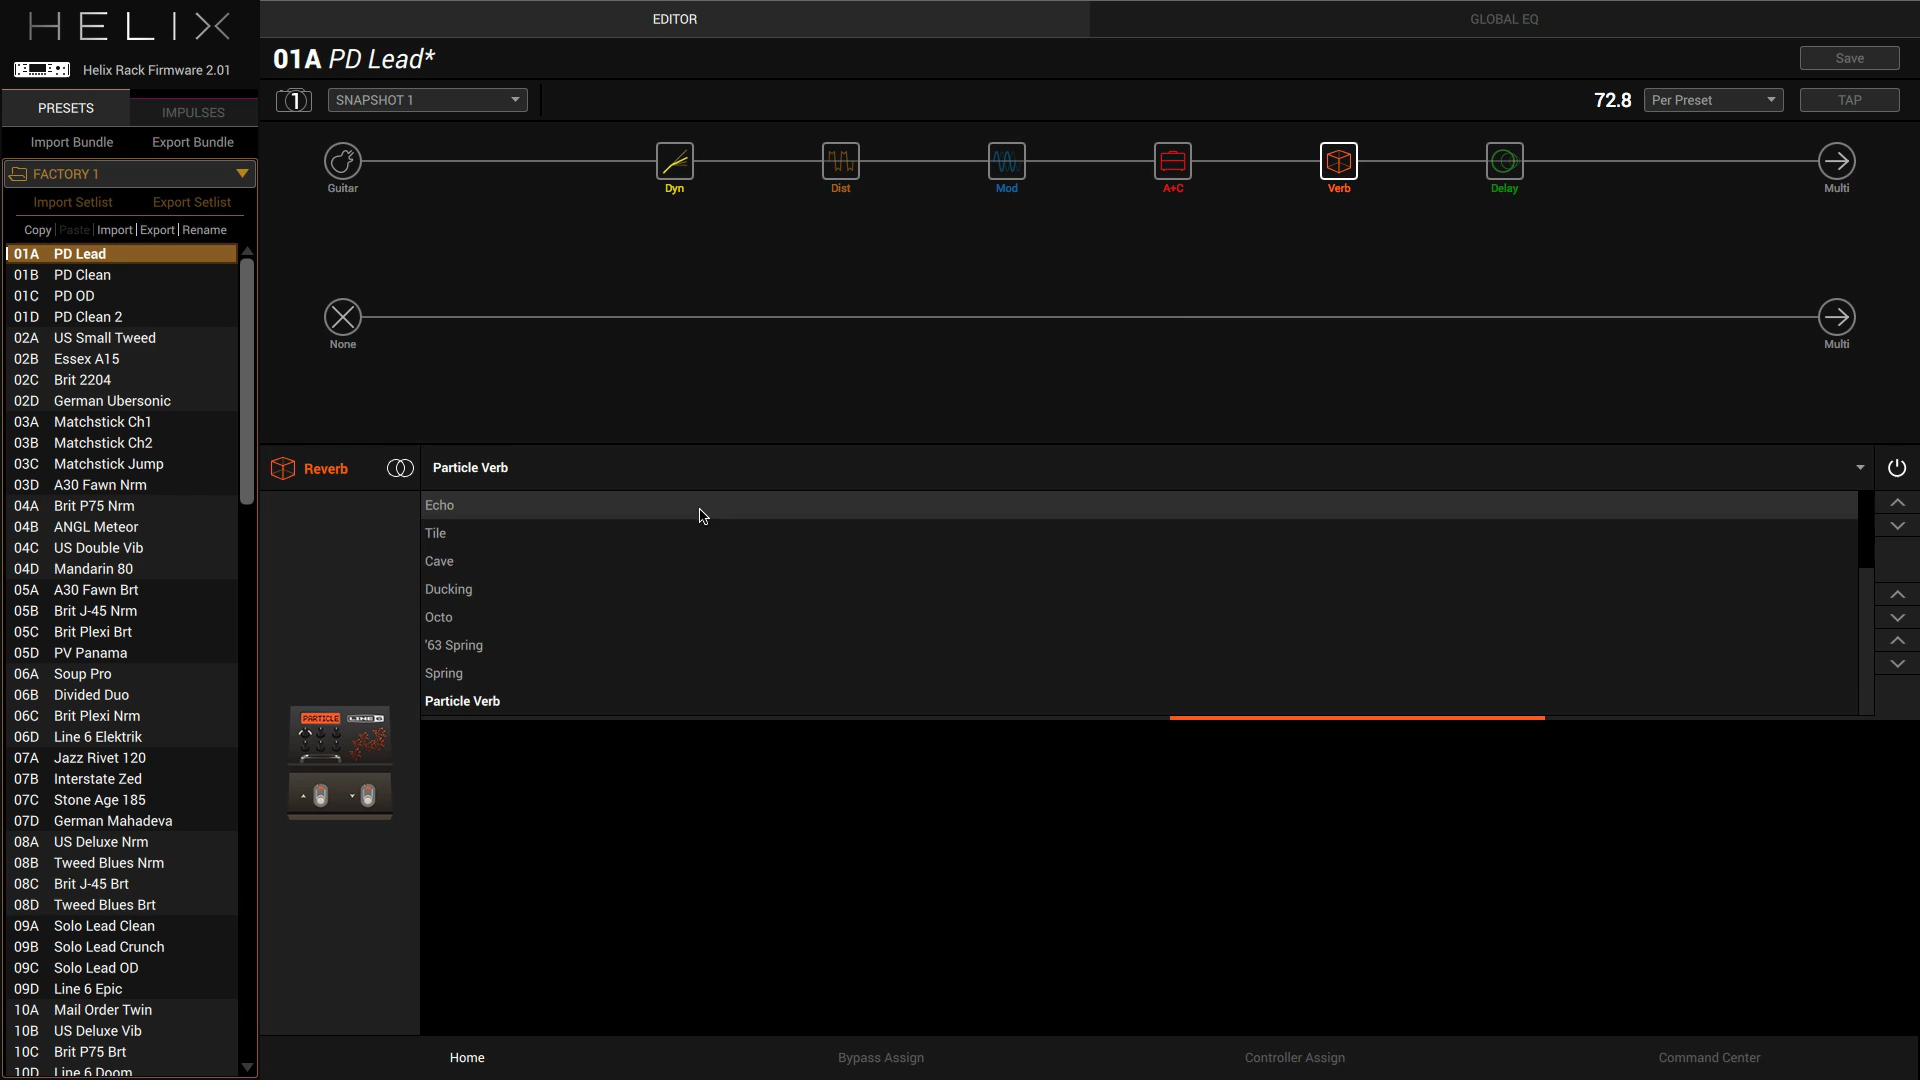 HELIX
Helix Rack Firmware 2.01
PRESETS
IMPULSES
Import Bundle
Export Bundle
FACTORY 1
Import Setlist
Export Setlist
Copy Paste Import Export Rename
01A PD Lead
01B PD Clean
01C PD OD
01D PD Clean 2
02A US Small Tweed
02B Essex A15
02C Brit 2204
02D German Ubersonic
03A Matchstick Ch1
03B Matchstick Ch2
03C Matchstick Jump
03D A30 Fawn Nrm
04A Brit P75 Nrm
04B ANGL Meteor
04C US Double Vib
04D Mandarin 80
05A A30 Fawn Brt
05B Brit J-45 Nrm
05C Brit Plexi Brt
05D PV Panama
06A Soup Pro
06B Divided Duo
06C Brit Plexi Nrm
06D Line 6 Elektrik
07A Jazz Rivet 120
07B Interstate Zed
07C Stone Age 185
07D German Mahadeva
08A US Deluxe Nrm
08B Tweed Blues Nrm
08C Brit J-45 Brt
08D Tweed Blues Brt
09A Solo Lead Clean
09B Solo Lead Crunch
09C Solo Lead OD
09D Line 6 Epic
10A Mail Order Twin
10B US Deluxe Vib
10C Brit P75 Brt
10D Line 6 Doom
EDITOR
GLOBAL EQ
01A PD Lead*
Save
1
SNAPSHOT 1
72.8
Per Preset
TAP
Guitar
Dyn
Dist
Mod
A+C
Verb
Delay
Multi
None
Multi
Reverb
Particle Verb
Echo
Tile
Cave
Ducking
Octo
'63 Spring
Spring
Particle Verb
PARTICLE
LINE 6
Home
Bypass Assign
Controller Assign
Command Center